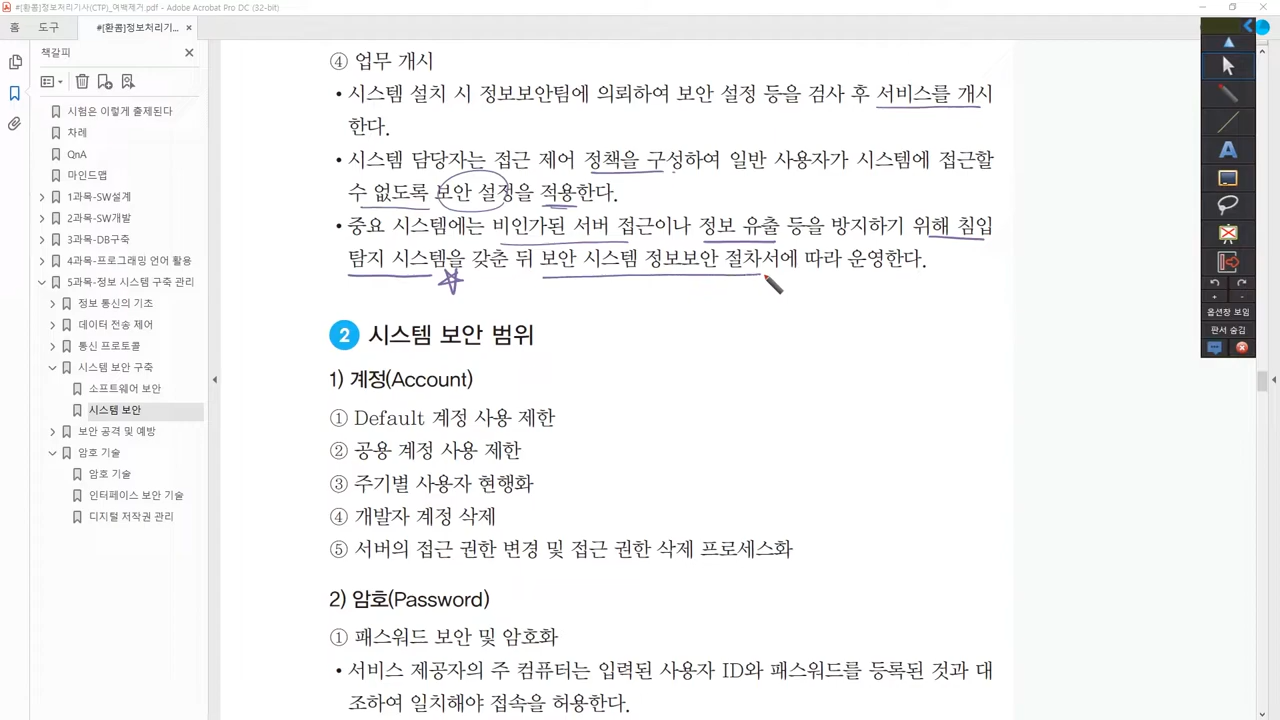 #[환콤]정보처리기사(CTP)_여백제거.pdf - Adobe Acrobat Pro DC (32-bit)
홈 도구 #[환콤]정보처리기... ×
책갈피 ×
시험은 이렇게 출제된다
차례
QnA
마인드맵
1과목-SW설계
2과목-SW개발
3과목-DB구축
4과목-프로그래밍 언어 활용
5과목-정보 시스템 구축 관리
정보 통신의 기초
데이터 전송 제어
통신 프로토콜
시스템 보안 구축
소프트웨어 보안
시스템 보안
보안 공격 및 예방
암호 기술
암호 기술
인터페이스 보안 기술
디지털 저작권 관리
④ 업무 개시
• 시스템 설치 시 정보보안팀에 의뢰하여 보안 설정 등을 검사 후 서비스를 개시
한다.
• 시스템 담당자는 접근 제어 정책을 구성하여 일반 사용자가 시스템에 접근할
수 없도록 보안 설정을 적용한다.
• 중요 시스템에는 비인가된 서버 접근이나 정보 유출 등을 방지하기 위해 침입
탐지 시스템을 갖춘 뒤 보안 시스템 정보보안 절차서에 따라 운영한다.
2 시스템 보안 범위
1) 계정(Account)
① Default 계정 사용 제한
② 공용 계정 사용 제한
③ 주기별 사용자 현행화
④ 개발자 계정 삭제
⑤ 서버의 접근 권한 변경 및 접근 권한 삭제 프로세스화
2) 암호(Password)
① 패스워드 보안 및 암호화
• 서비스 제공자의 주 컴퓨터는 입력된 사용자 ID와 패스워드를 등록된 것과 대
조하여 일치해야 접속을 허용한다.
A
옵션창 보임
판서 숨김